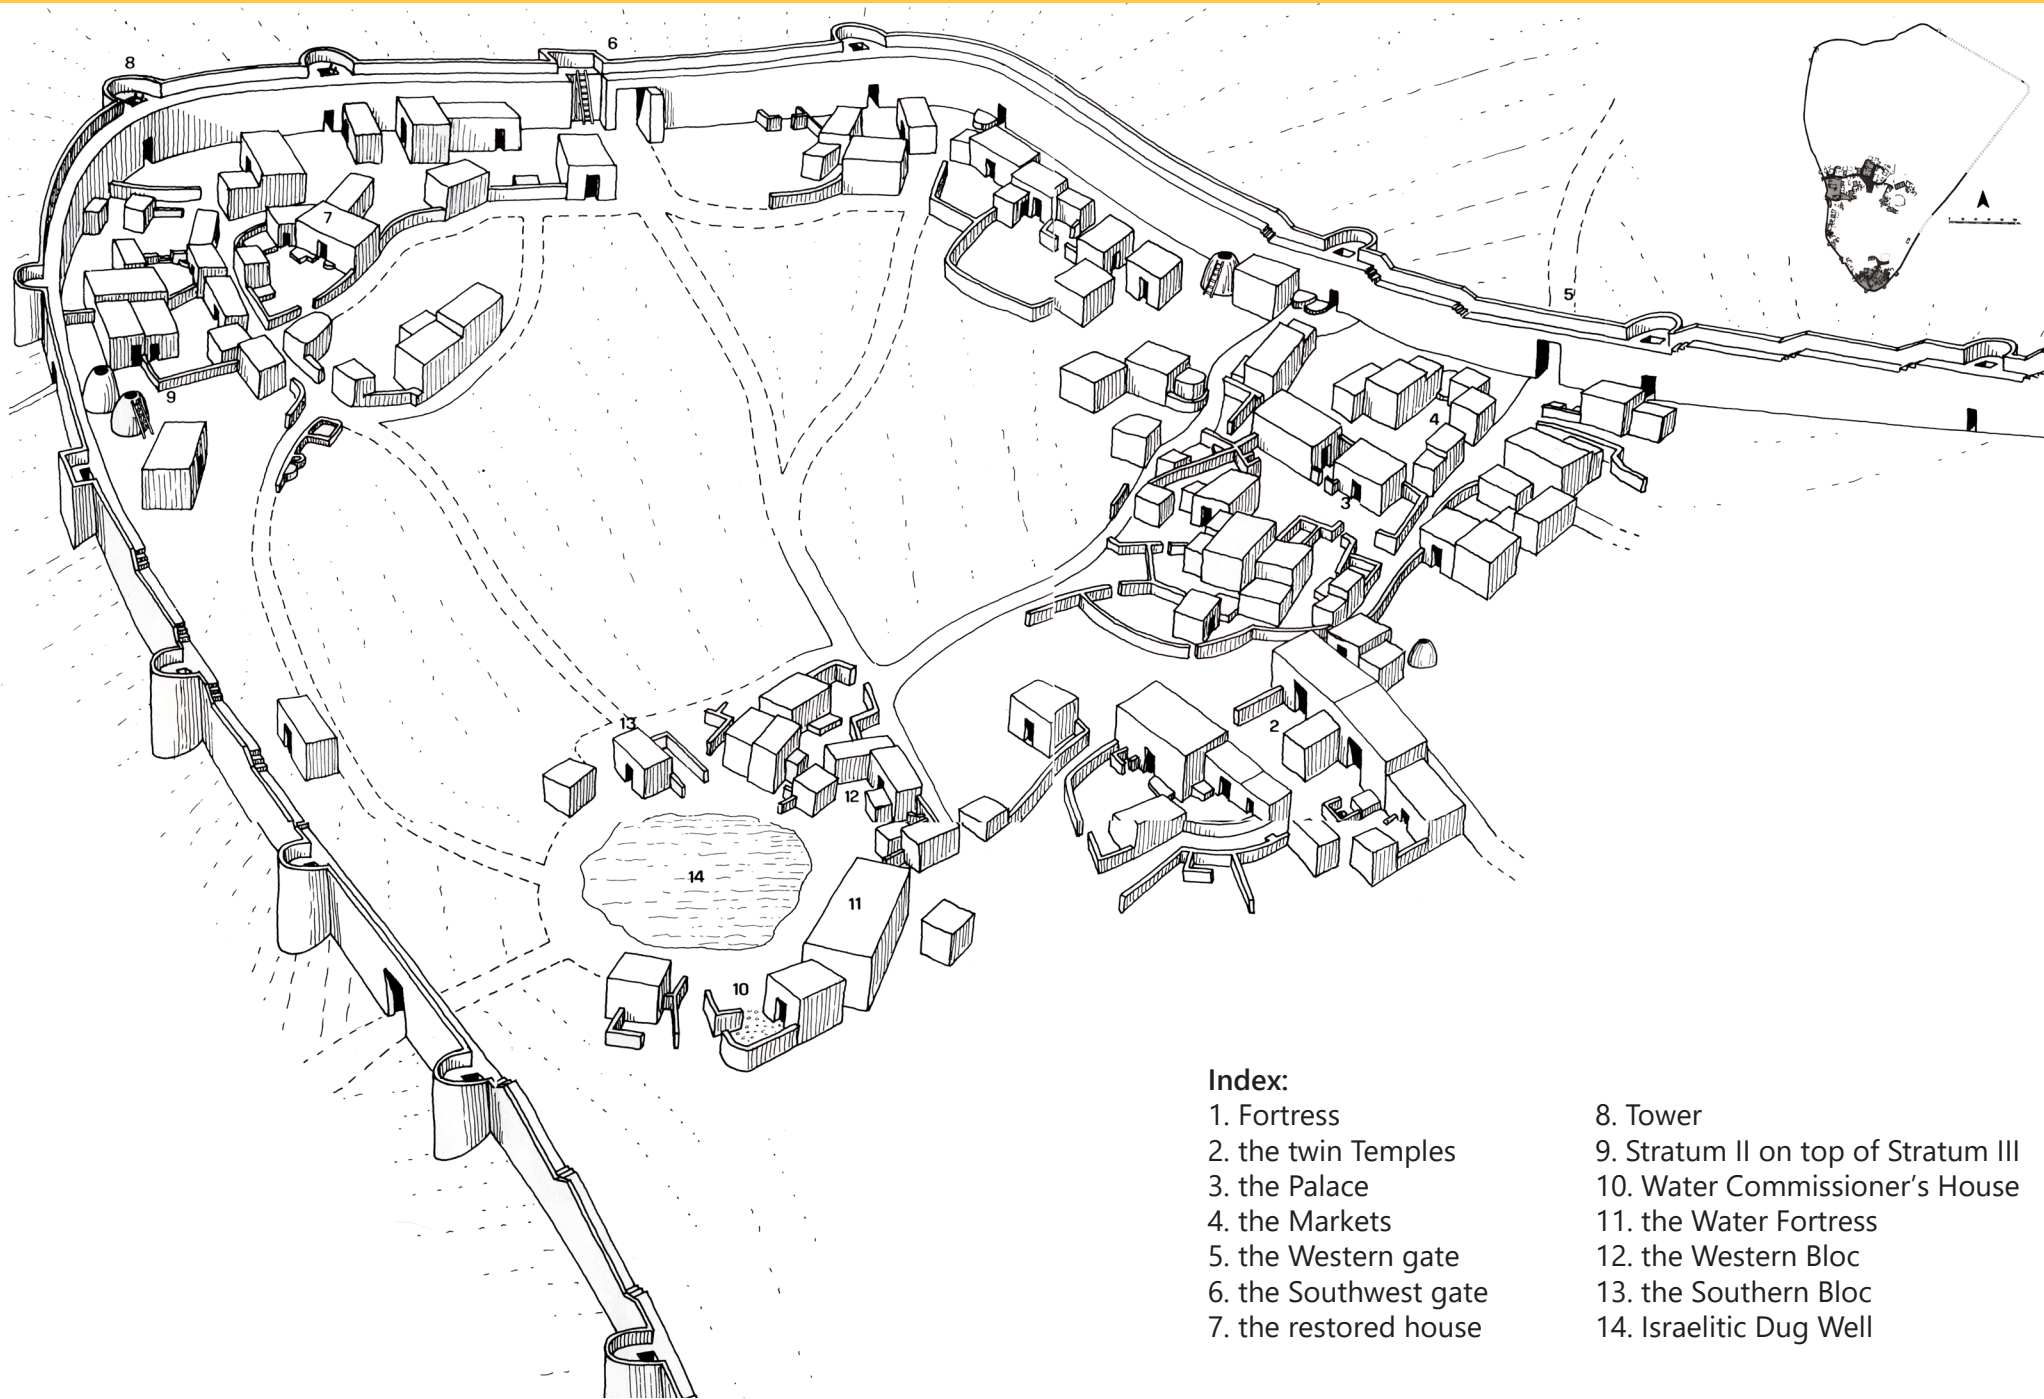 6
8
7
5
4
9
3
13
2
12
14
11
10
Index:
1. Fortress
2. the twin Temples
3. the Palace
4. the Markets
5. the Western gate
6. the Southwest gate
7. the restored house
8. Tower
9. Stratum II on top of Stratum III
10. Water Commissioner’s House
11. the Water Fortress
12. the Western Bloc
13. the Southern Bloc
14. Israelitic Dug Well